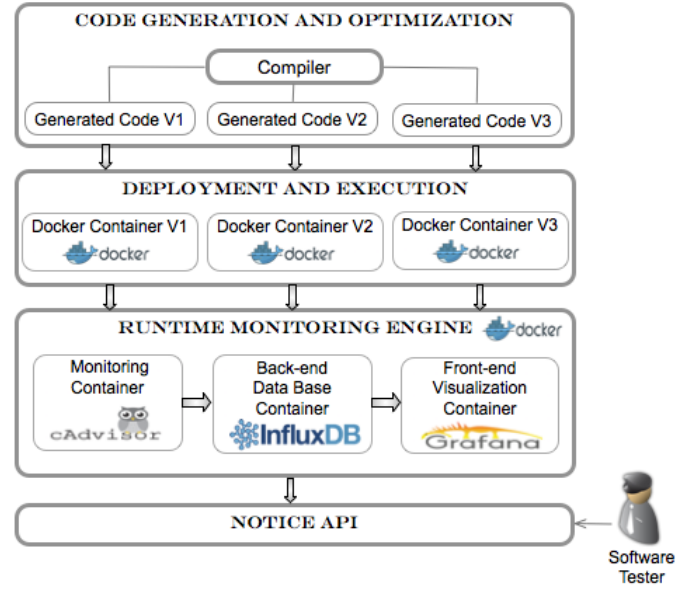 CODE GENERATION AND OPTIMIZATION
Compiler
Generated Code V1
Generated Code V2
Generated Code V3
DEPLOYMENT AND EXECUTION
Docker Container V1
docker
Docker Container V2
docker
Docker Container V3
docker
RUNTIME MONITORING ENGINE
docker
Monitoring
Container
cAdvisor
Back-end
Data Base
Container
InfluxDB
Front-end
Visualization
Container
Grafana
NOTICE API
Software
Tester